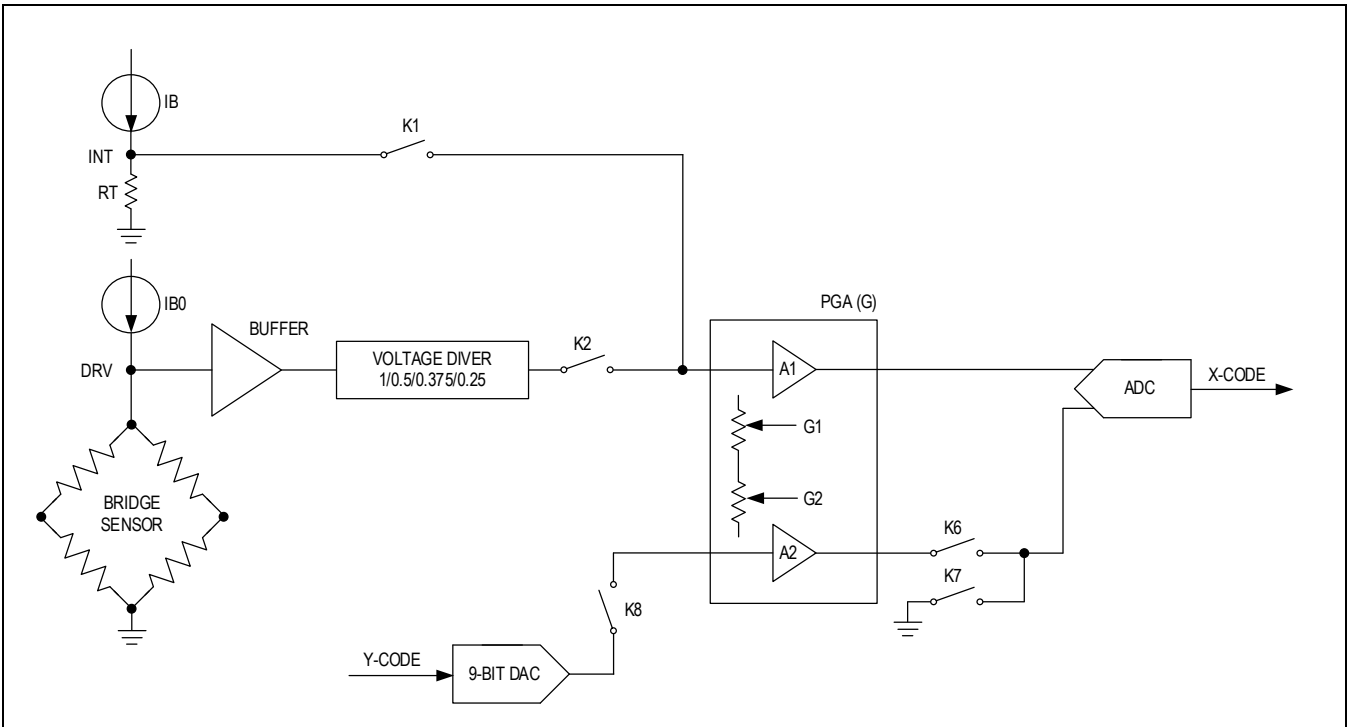 IB
K1
INT
RT
IB0
BUFFER
PGA (G)
K2
VOLTAGE DIVER
1/0.5/0.375/0.25
DRV
A1
ADC
X-CODE
G1
BRIDGE
SENSOR
G2
K6
A2
K7
K8
Y-CODE
9-BIT DAC